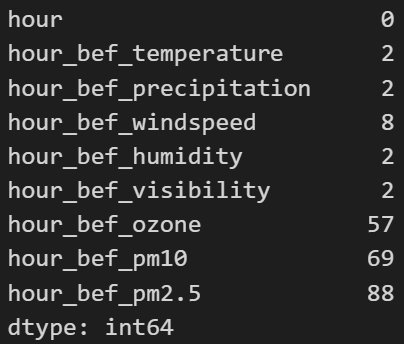 hour 0
hour_bef_temperature 2
hour_bef_precipitation 2
hour_bef_windspeed 8
hour_bef_humidity 2
hour_bef_visibility 2
hour_bef_ozone 57
hour_bef_pm10 69
hour_bef_pm2.5 88
dtype: int64